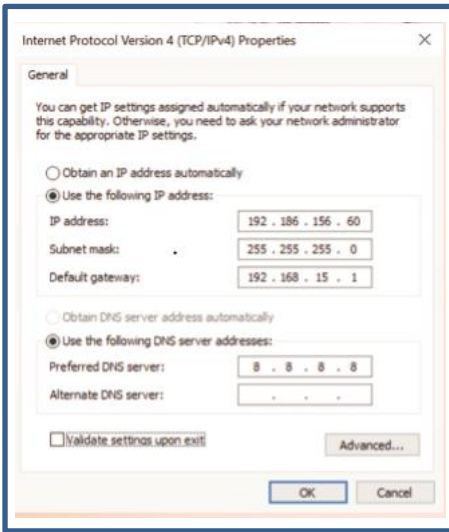 Internet Protocol Version 4 (TCP/IPv4) Properties
General
You can get IP settings assigned automatically if your network supports
this capability. Otherwise, you need to ask your network administrator
for the appropriate IP settings.
Obtain an IP address automatically
Use the following IP address:
IP address: 192 . 186 . 156 . 60
Subnet mask: 255 . 255 . 255 . 0
Default gateway: 192 . 168 . 15 . 1
Obtain DNS server address automatically
Use the following DNS server addresses:
Preferred DNS server: 8 . 8 . 8 . 8
Alternate DNS server: . . .
Validate settings upon exit
Advanced...
OK Cancel